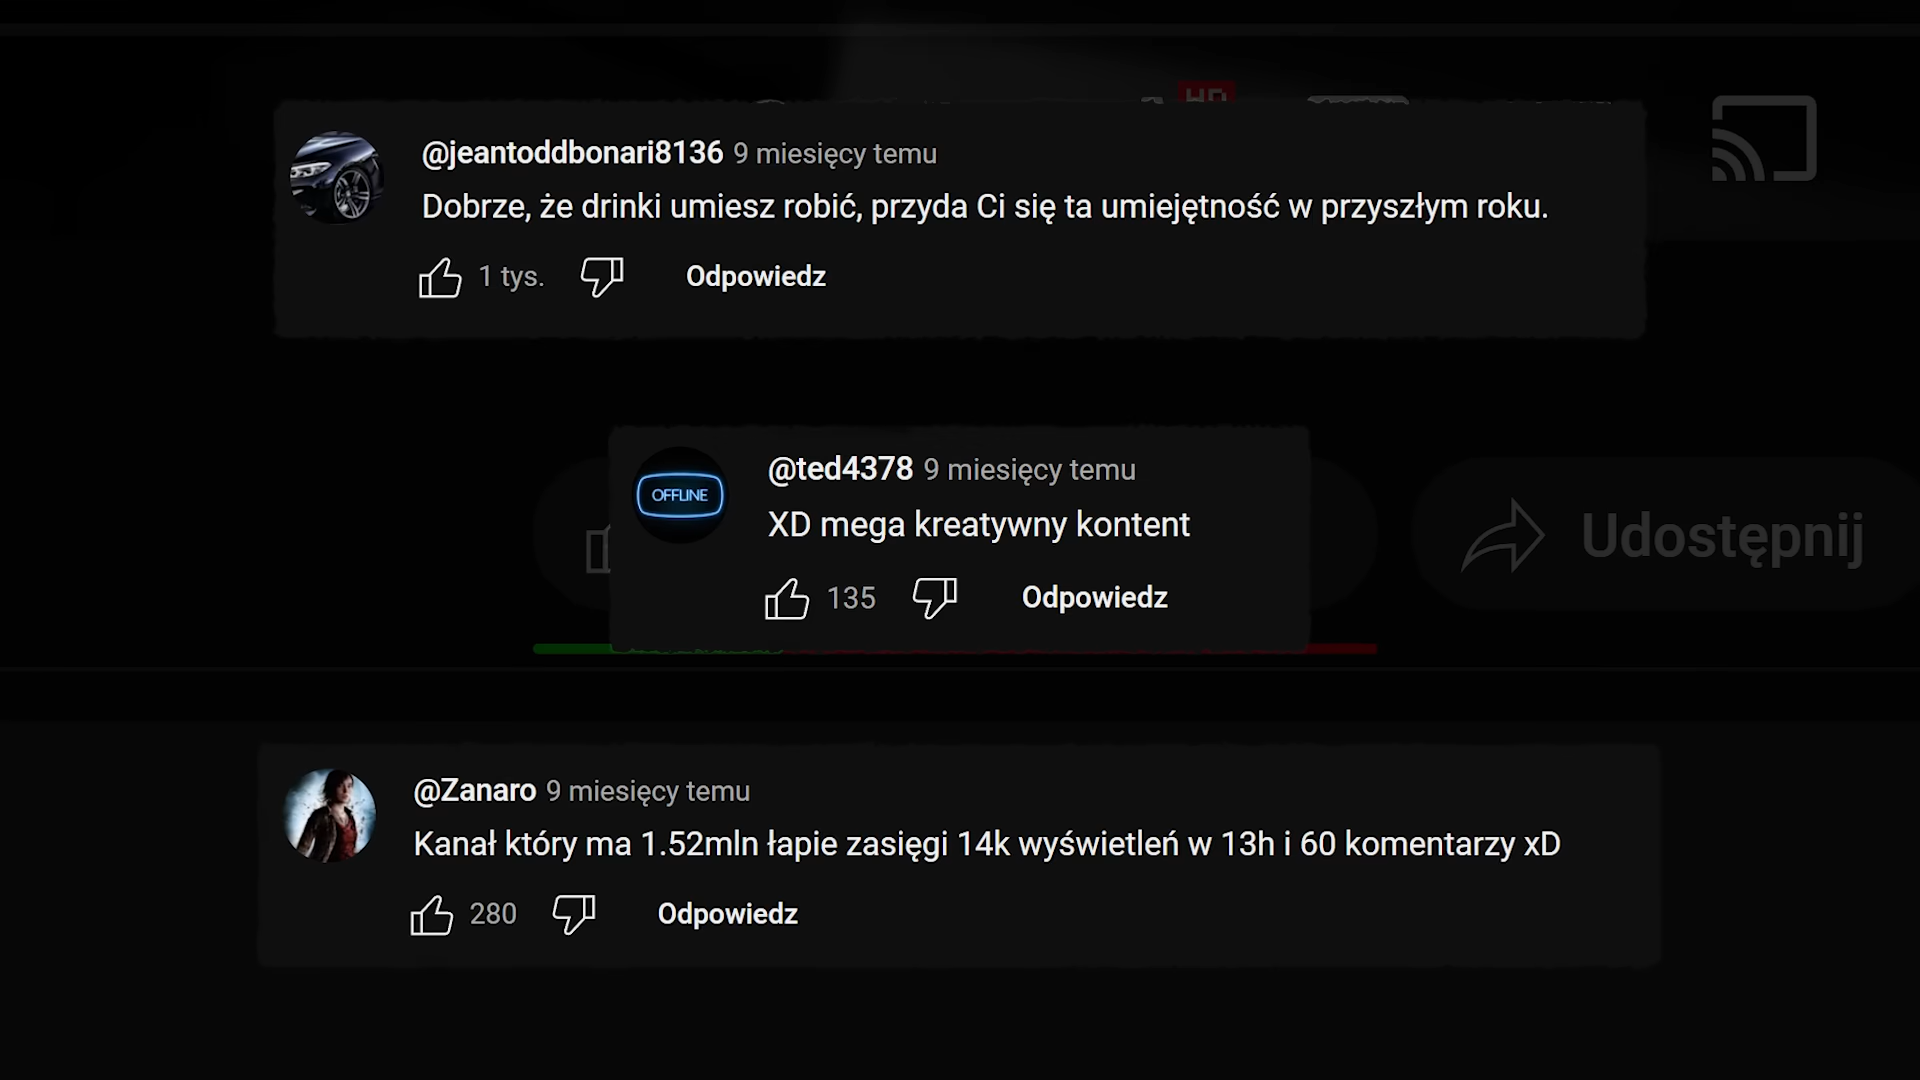 HD
@jeantoddbonari8136 9 miesięcy temu
Dobrze, że drinki umiesz robić, przyda Ci się ta umiejętność w przyszłym roku.
1 tys. Odpowiedz
@ted4378 9 miesięcy temu
OFFLINE
XD mega kreatywny kontent
Udostępnij
135 Odpowiedz
@Zanaro 9 miesięcy temu
Kanał który ma 1.52mln łapie zasięgi 14k wyświetleń w 13h i 60 komentarzy xD
280 Odpowiedz